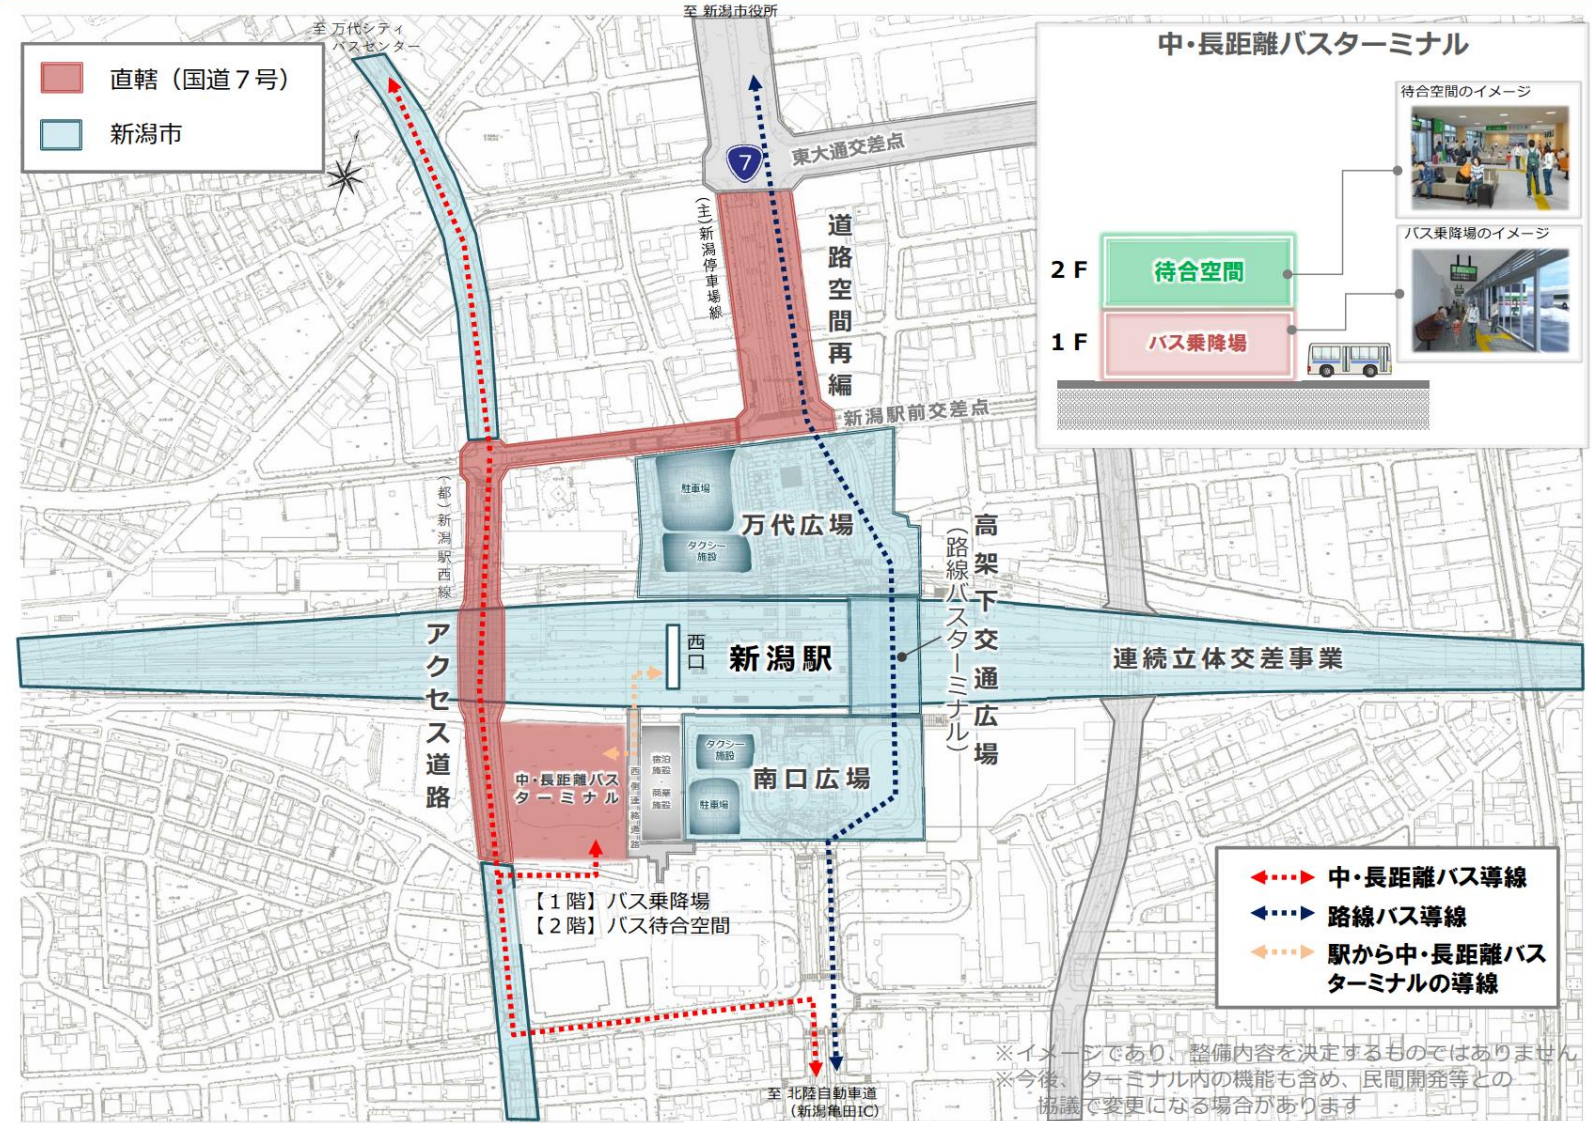 至 新潟市役所
至 万代シティ
バスセンター
直轄（国道７号）
新潟市
7
東大通交差点
(主)新潟停車場線
道路空間再編
新潟駅前交差点
中・長距離バスターミナル
待合空間のイメージ
バス乗降場のイメージ
２Ｆ
待合空間
１Ｆ
バス乗降場
（都）新潟駅西線
駐車場
タクシー
施設
万代広場
高架下交通広場
（路線バスターミナル）
アクセス道路
西口
新潟駅
連続立体交差事業
中・長距離バス
ターミナル
西側連絡道路
宿泊
施設
・
商業
施設
タクシー
施設
駐車場
南口広場
【１階】バス乗降場
【２階】バス待合空間
中・長距離バス導線
路線バス導線
駅から中・長距離バス
ターミナルの導線
至 北陸自動車道
（新潟亀田IC）
※イメージであり、整備内容を決定するものではありません
※今後、ターミナル内の機能も含め、民間開発等との
協議で変更になる場合があります